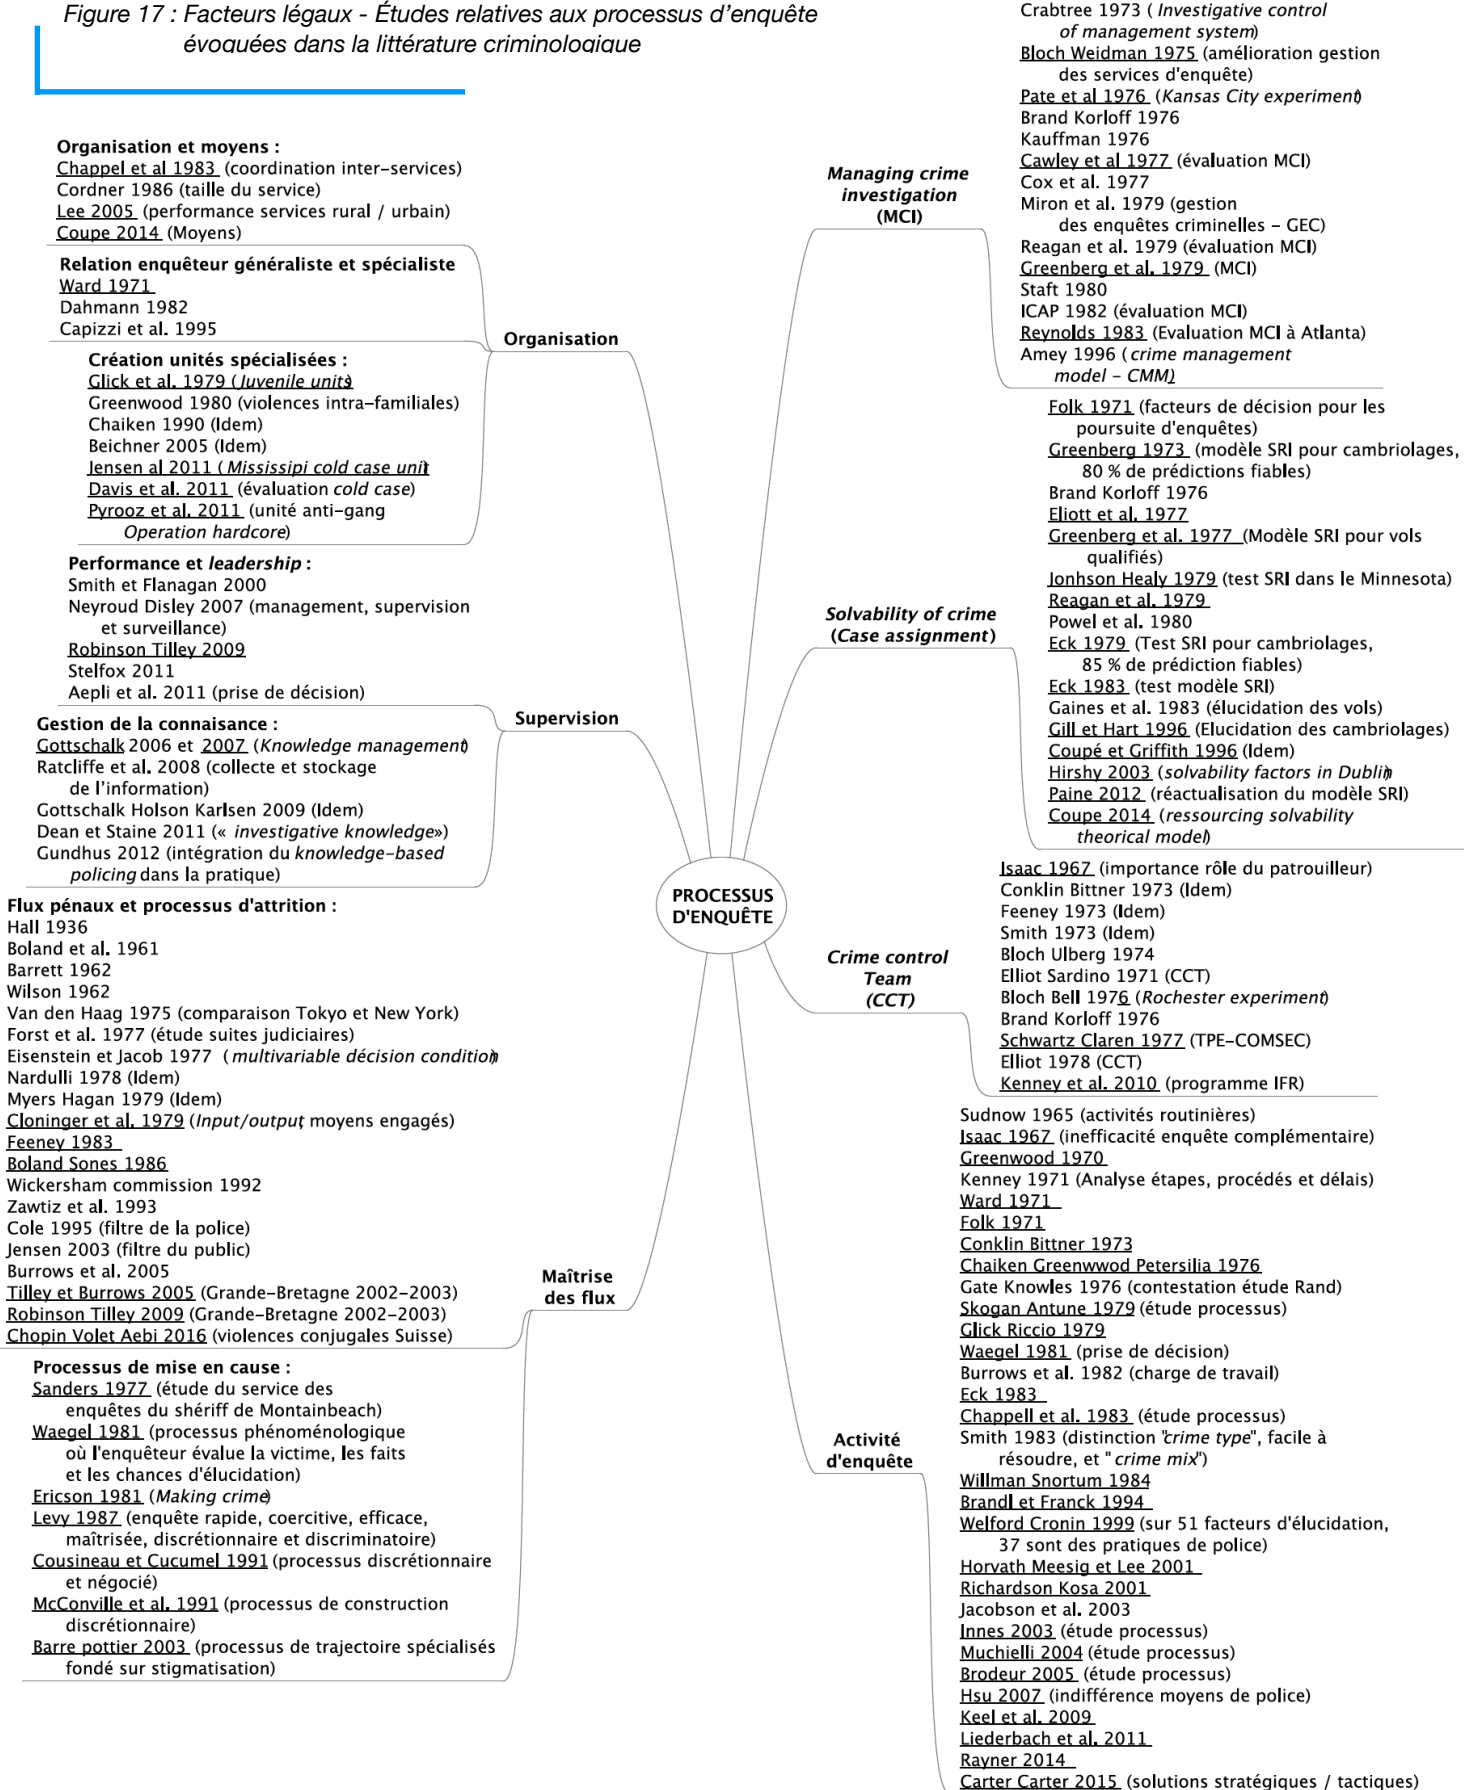 Figure 17 : Facteurs légaux - Études relatives aux processus d'enquête
évoquées dans la littérature criminologique
Organisation et moyens :
Chappel et al 1983 (coordination inter-services)
Cordner 1986 (taille du service)
Lee 2005 (performance services rural / urbain)
Coupe 2014 (Moyens)
Relation enquêteur généraliste et spécialiste
Ward 1971
Dahmann 1982
Capizzi et al. 1995
Création unités spécialisées :
Glick et al. 1979 (Juvenile units)
Greenwood 1980 (violences intra-familiales)
Chaiken 1990 (Idem)
Beichner 2005 (Idem)
Jensen al 2011 (Mississipi cold case unit)
Davis et al. 2011 (évaluation cold case)
Pyrooz et al. 2011 (unité anti-gang
Operation hardcore)
Organisation
Performance et leadership :
Smith et Flanagan 2000
Neyroud Disley 2007 (management, supervision
et surveillance)
Robinson Tilley 2009
Stelfox 2011
Aepli et al. 2011 (prise de décision)
Gestion de la connaisance :
Gottschalk 2006 et 2007 (Knowledge management)
Ratcliffe et al. 2008 (collecte et stockage
de l'information)
Gottschalk Holson Karlsen 2009 (Idem)
Dean et Staine 2011 (« investigative knowledge»)
Gundhus 2012 (intégration du knowledge-based
policing dans la pratique)
Supervision
Flux pénaux et processus d'attrition :
Hall 1936
Boland et al. 1961
Barrett 1962
Wilson 1962
Van den Haag 1975 (comparaison Tokyo et New York)
Forst et al. 1977 (étude suites judiciaires)
Eisenstein et Jacob 1977 (multivariable décision condition)
Nardulli 1978 (Idem)
Myers Hagan 1979 (Idem)
Cloninger et al. 1979 (Input/output, moyens engagés)
Feeney 1983
Boland Sones 1986
Wickersham commission 1992
Zawtiz et al. 1993
Cole 1995 (filtre de la police)
Jensen 2003 (filtre du public)
Burrows et al. 2005
Tilley et Burrows 2005 (Grande-Bretagne 2002-2003)
Robinson Tilley 2009 (Grande-Bretagne 2002-2003)
Chopin Volet Aebi 2016 (violences conjugales Suisse)
Processus de mise en cause :
Sanders 1977 (étude du service des
enquêtes du shériff de Montainbeach)
Waegel 1981 (processus phénoménologique
où l'enquêteur évalue la victime, les faits
et les chances d'élucidation)
Ericson 1981 (Making crime)
Levy 1987 (enquête rapide, coercitive, efficace,
maîtrisée, discrétionnaire et discriminatoire)
Cousineau et Cucumel 1991 (processus discrétionnaire
et négocié)
McConville et al. 1991 (processus de construction
discrétionnaire)
Barre pottier 2003 (processus de trajectoire spécialisés
fondé sur stigmatisation)
Maîtrise
des flux
PROCESSUS
D'ENQUÊTE
Managing crime
investigation
(MCI)
Crabtree 1973 ( Investigative control
of management system)
Bloch Weidman 1975 (amélioration gestion
des services d'enquête)
Pate et al 1976 (Kansas City experiment)
Brand Korloff 1976
Kauffman 1976
Cawley et al 1977 (évaluation MCI)
Cox et al. 1977
Miron et al. 1979 (gestion
des enquêtes criminelles - GEC)
Reagan et al. 1979 (évaluation MCI)
Greenberg et al. 1979 (MCI)
Staft 1980
ICAP 1982 (évaluation MCI)
Reynolds 1983 (Evaluation MCI à Atlanta)
Amey 1996 ( crime management
model - CMM)
Solvability of crime
(Case assignment)
Folk 1971 (facteurs de décision pour les
poursuite d'enquêtes)
Greenberg 1973 (modèle SRI pour cambriolages,
80 % de prédictions fiables)
Brand Korloff 1976
Eliott et al. 1977
Greenberg et al. 1977 (Modèle SRI pour vols
qualifiés)
Jonhson Healy 1979 (test SRI dans le Minnesota)
Reagan et al. 1979
Powel et al. 1980
Eck 1979 (Test SRI pour cambriolages,
85 % de prédiction fiables)
Eck 1983 (test modèle SRI)
Gaines et al. 1983 (élucidation des vols)
Gill et Hart 1996 (Elucidation des cambriolages)
Coupé et Griffith 1996 (Idem)
Hirshy 2003 (solvability factors in Dublin)
Paine 2012 (réactualisation du modèle SRI)
Coupe 2014 (ressourcing solvability
theorical model)
Crime control
Team
(CCT)
Isaac 1967 (importance rôle du patrouilleur)
Conklin Bittner 1973 (Idem)
Feeney 1973 (Idem)
Smith 1973 (Idem)
Bloch Ulberg 1974
Elliot Sardino 1971 (CCT)
Bloch Bell 1976 (Rochester experiment)
Brand Korloff 1976
Schwartz Claren 1977 (TPE-COMSEC)
Elliot 1978 (CCT)
Kenney et al. 2010 (programme IFR)
Activité
d'enquête
Sudnow 1965 (activités routinières)
Isaac 1967 (inefficacité enquête complémentaire)
Greenwood 1970
Kenney 1971 (Analyse étapes, procédés et délais)
Ward 1971
Folk 1971
Conklin Bittner 1973
Chaiken Greenwwod Petersilia 1976
Gate Knowles 1976 (contestation étude Rand)
Skogan Antune 1979 (étude processus)
Glick Riccio 1979
Waegel 1981 (prise de décision)
Burrows et al. 1982 (charge de travail)
Eck 1983
Chappell et al. 1983 (étude processus)
Smith 1983 (distinction "crime type", facile à
résoudre, et "crime mix")
Willman Snortum 1984
Brandl et Franck 1994
Welford Cronin 1999 (sur 51 facteurs d'élucidation,
37 sont des pratiques de police)
Horvath Meesig et Lee 2001
Richardson Kosa 2001
Jacobson et al. 2003
Innes 2003 (étude processus)
Muchielli 2004 (étude processus)
Brodeur 2005 (étude processus)
Hsu 2007 (indifférence moyens de police)
Keel et al. 2009
Liederbach et al. 2011
Rayner 2014
Carter Carter 2015 (solutions stratégiques / tactiques)